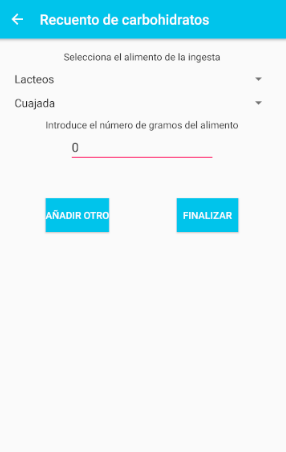 Recuento de carbohidratos
Selecciona el alimento de la ingesta
Lacteos
Cuajada
Introduce el número de gramos del alimento
0
AÑADIR OTRO
FINALIZAR